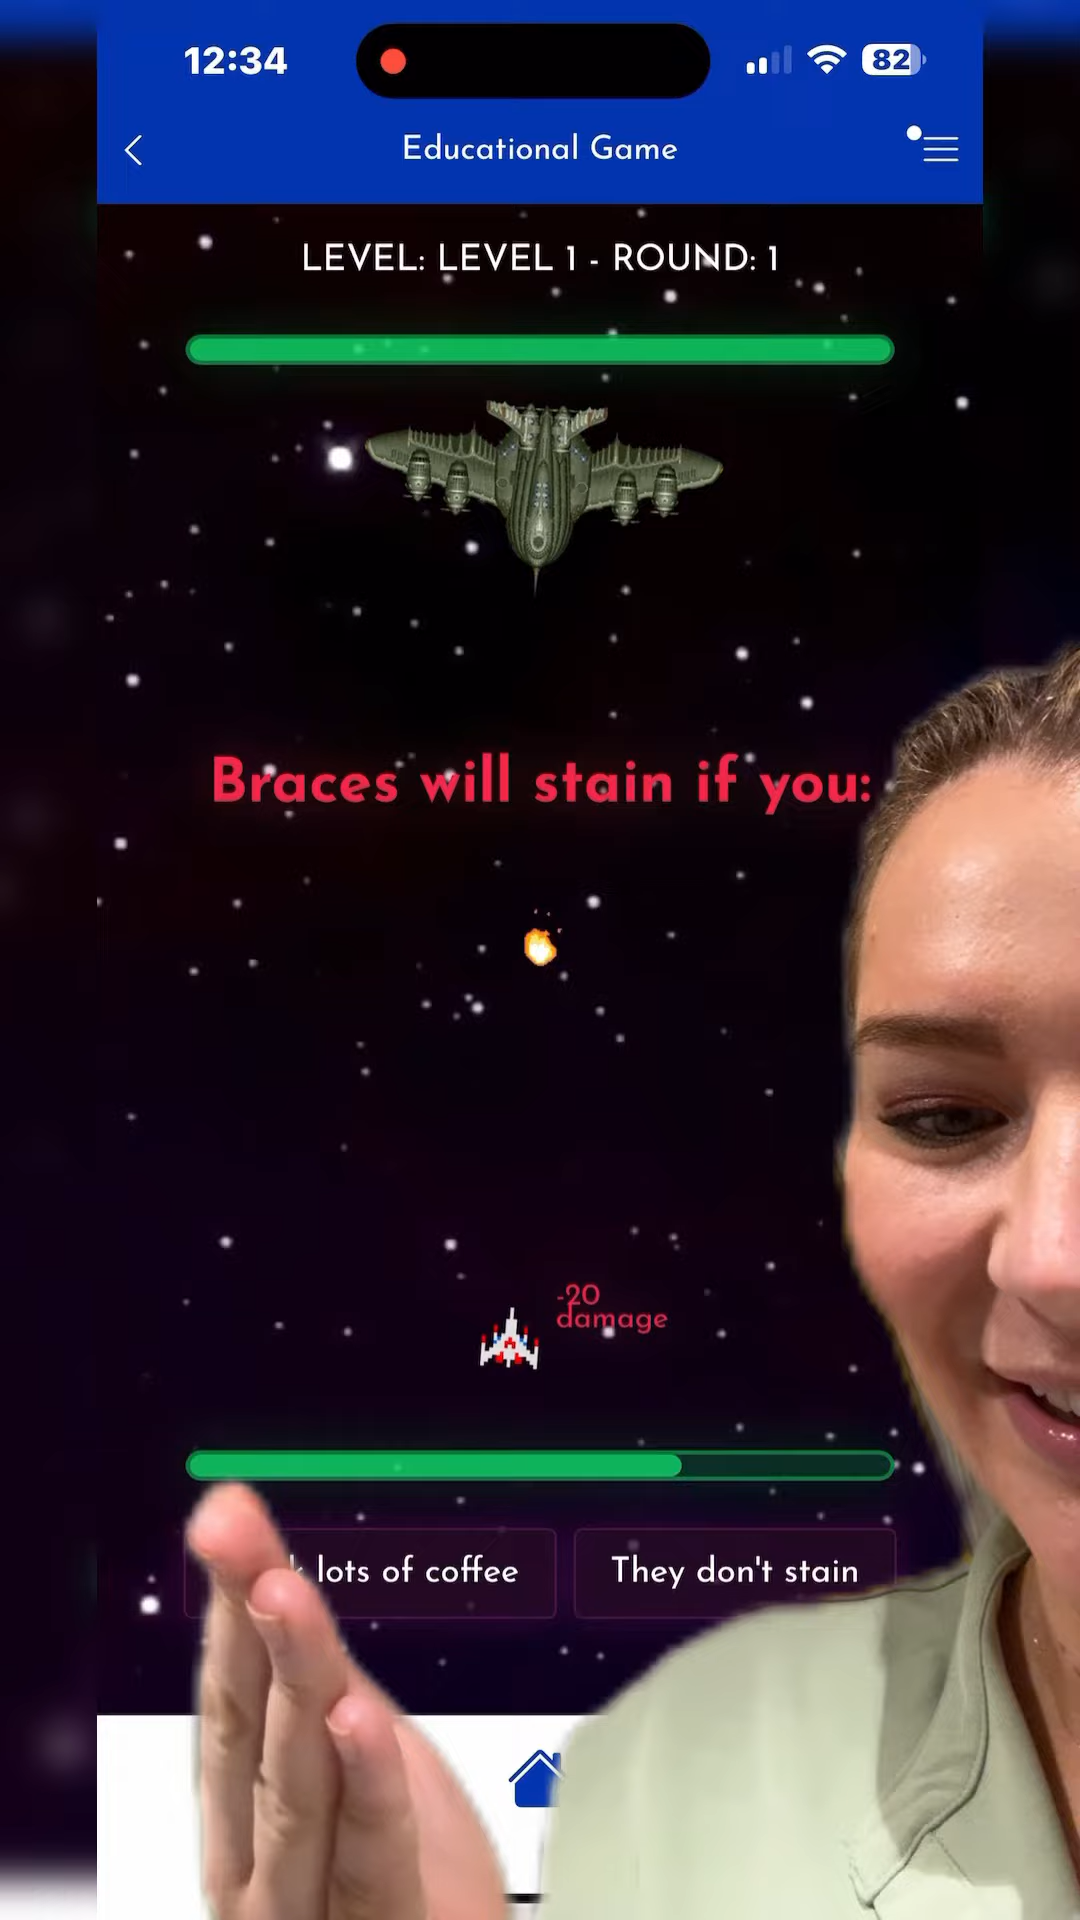 12:34
82
Educational Game
LEVEL: LEVEL 1 - ROUND: 1
Braces will stain if you:
-20
damage
lots of coffee
They don't stain